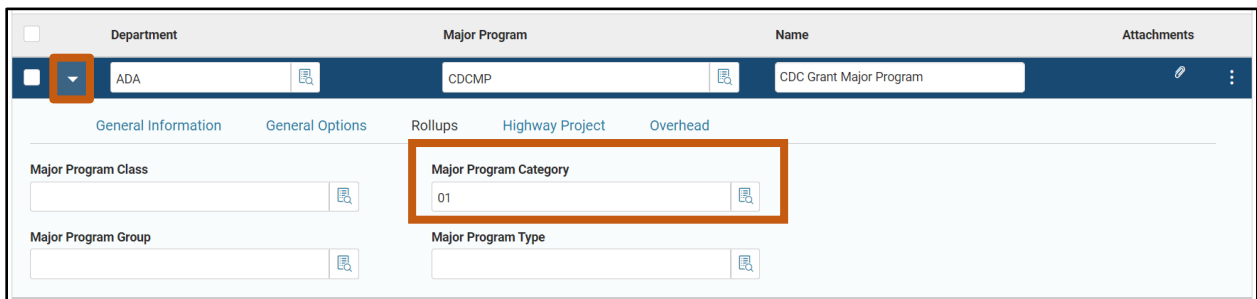 Department Major Program Name Attachments
ADA CDCMP CDC Grant Major Program
General Information General Options Rollups Highway Project Overhead
Major Program Class Major Program Category
01
Major Program Group Major Program Type